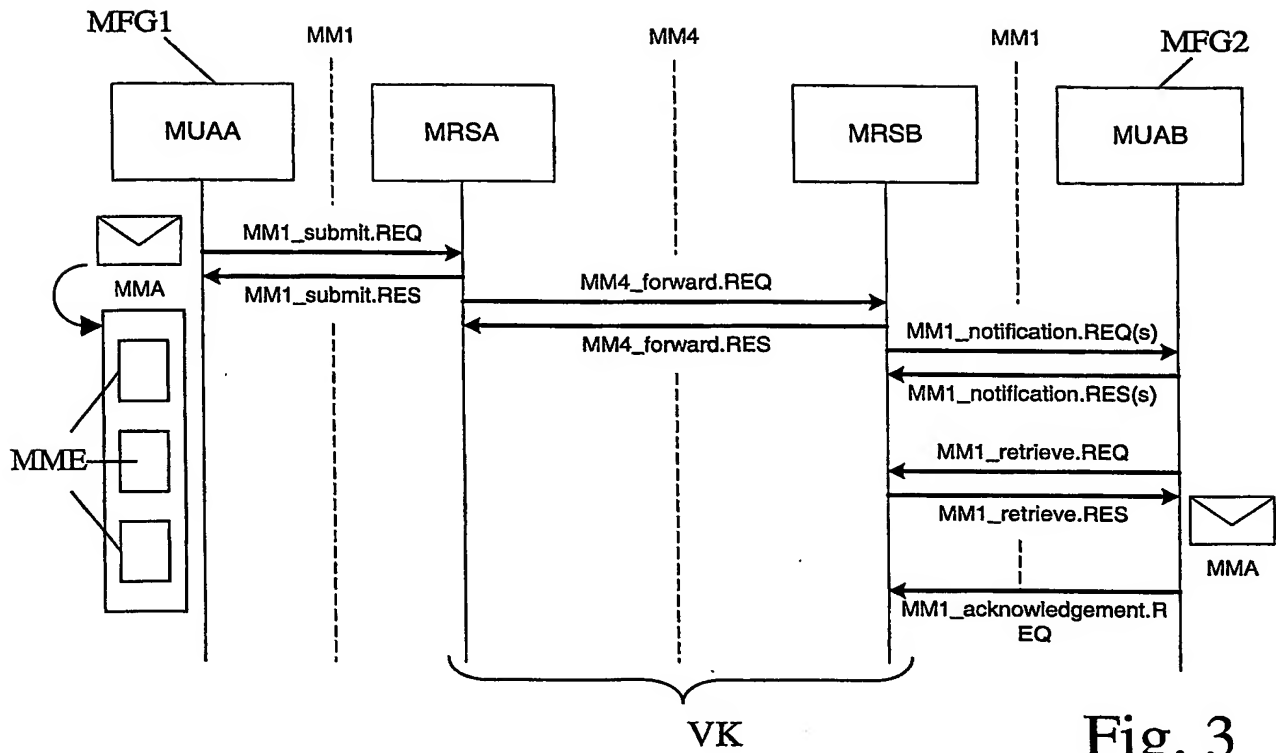 MFG1
MM1
MM4
MM1
MFG2
MUAA
MRSA
MRSB
MUAB
MM1_submit.REQ
MMA
MM1_submit.RES
MM4_forward.REQ
MM4_forward.RES
MM1_notification.REQ(s)
MM1_notification.RES(s)
MME
MM1_retrieve.REQ
MM1_retrieve.RES
MMA
MM1_acknowledgement.R
EQ
VK
Fig. 3